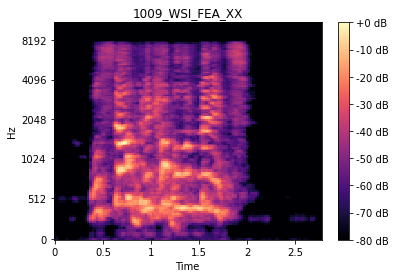 1009_WSI_FEA_XX
Hz
8192
4096
2048
1024
512
0
0
0.5
1
1.5
2
2.5
Time
+0 dB
-10 dB
-20 dB
-30 dB
-40 dB
-50 dB
-60 dB
-70 dB
-80 dB